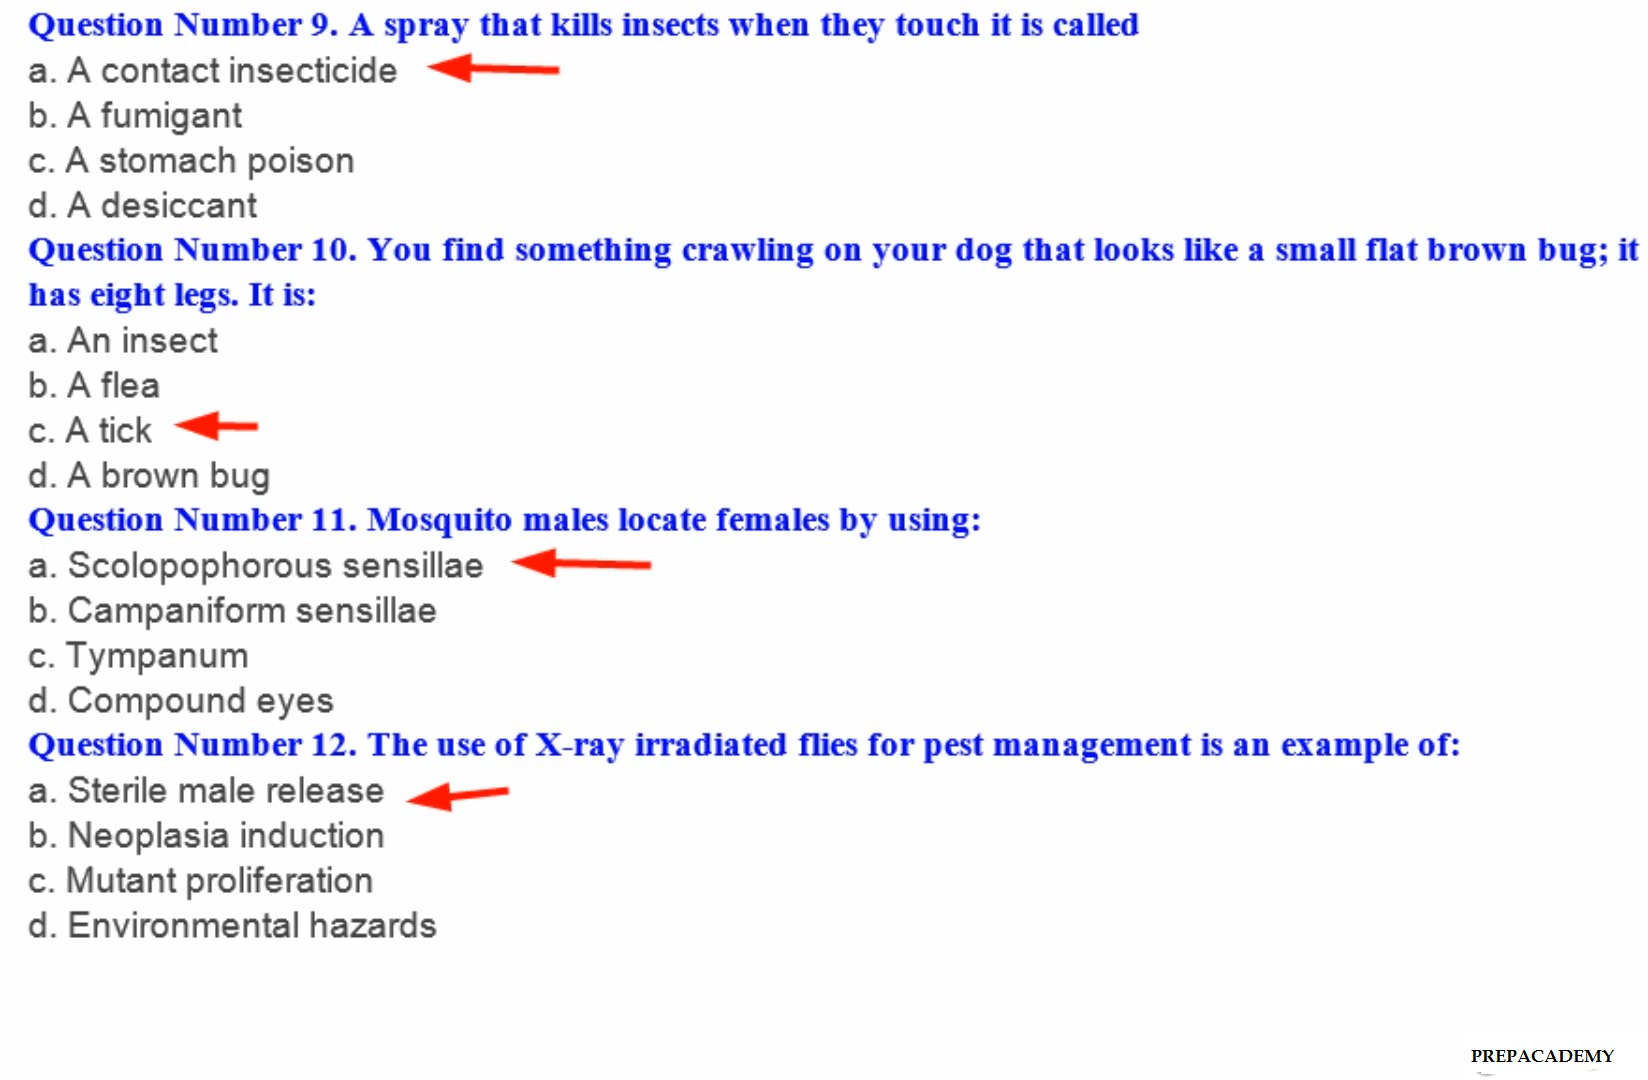 Question Number 9. A spray that kills insects when they touch it is called
a. A contact insecticide
b. A fumigant
c. A stomach poison
d. A desiccant
Question Number 10. You find something crawling on your dog that looks like a small flat brown bug; it
has eight legs. It is:
a. An insect
b. A flea
c. A tick
d. A brown bug
Question Number 11. Mosquito males locate females by using:
a. Scolopophorous sensillae
b. Campaniform sensillae
c. Tympanum
d. Compound eyes
Question Number 12. The use of X-ray irradiated flies for pest management is an example of:
a. Sterile male release
b. Neoplasia induction
c. Mutant proliferation
d. Environmental hazards
PREPACADEMY